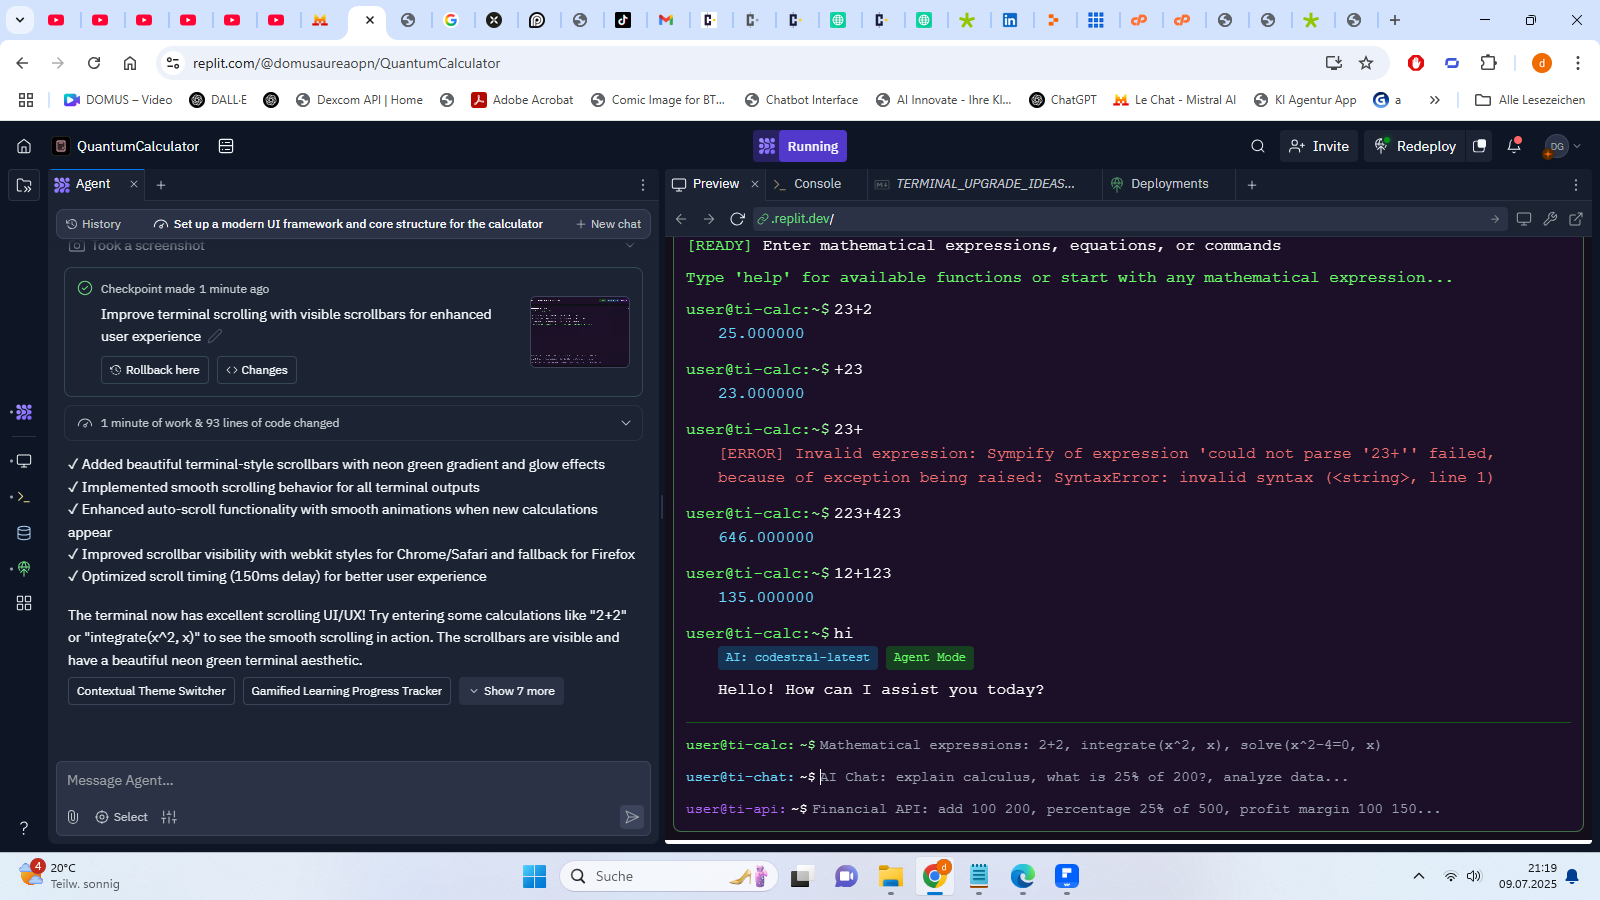 replit.com/@domusaureaopn/QuantumCalculator
d
DOMUS – Video
DALL·E
Dexcom API | Home
Adobe Acrobat
Comic Image for BT...
Chatbot Interface
AI Innovate - Ihre KI...
ChatGPT
Le Chat - Mistral AI
KI Agentur App
a
Alle Lesezeichen
QuantumCalculator
Running
Invite
Redeploy
DG
Agent
Preview
Console
TERMINAL_UPGRADE_IDEAS...
Deployments
History
Set up a modern UI framework and core structure for the calculator
New chat
.replit.dev/
Took a screenshot
Checkpoint made 1 minute ago
Improve terminal scrolling with visible scrollbars for enhanced
user experience
Rollback here
Changes
1 minute of work & 93 lines of code changed
✓ Added beautiful terminal-style scrollbars with neon green gradient and glow effects
✓ Implemented smooth scrolling behavior for all terminal outputs
✓ Enhanced auto-scroll functionality with smooth animations when new calculations
appear
✓ Improved scrollbar visibility with webkit styles for Chrome/Safari and fallback for Firefox
✓ Optimized scroll timing (150ms delay) for better user experience
The terminal now has excellent scrolling UI/UX! Try entering some calculations like "2+2"
or "integrate(x^2, x)" to see the smooth scrolling in action. The scrollbars are visible and
have a beautiful neon green terminal aesthetic.
Contextual Theme Switcher
Gamified Learning Progress Tracker
Show 7 more
Message Agent...
Select
[READY] Enter mathematical expressions, equations, or commands
Type 'help' for available functions or start with any mathematical expression...
user@ti-calc:~$ 23+2
25.000000
user@ti-calc:~$ +23
23.000000
user@ti-calc:~$ 23+
[ERROR] Invalid expression: Sympify of expression 'could not parse '23+'' failed,
because of exception being raised: SyntaxError: invalid syntax (<string>, line 1)
user@ti-calc:~$ 223+423
646.000000
user@ti-calc:~$ 12+123
135.000000
user@ti-calc:~$ hi
AI: codestral-latest
Agent Mode
Hello! How can I assist you today?
user@ti-calc: ~$ Mathematical expressions: 2+2, integrate(x^2, x), solve(x^2-4=0, x)
user@ti-chat: ~$ AI Chat: explain calculus, what is 25% of 200?, analyze data...
user@ti-api: ~$ Financial API: add 100 200, percentage 25% of 500, profit margin 100 150...
4
20°C
Teilw. sonnig
Suche
d
21:19
09.07.2025